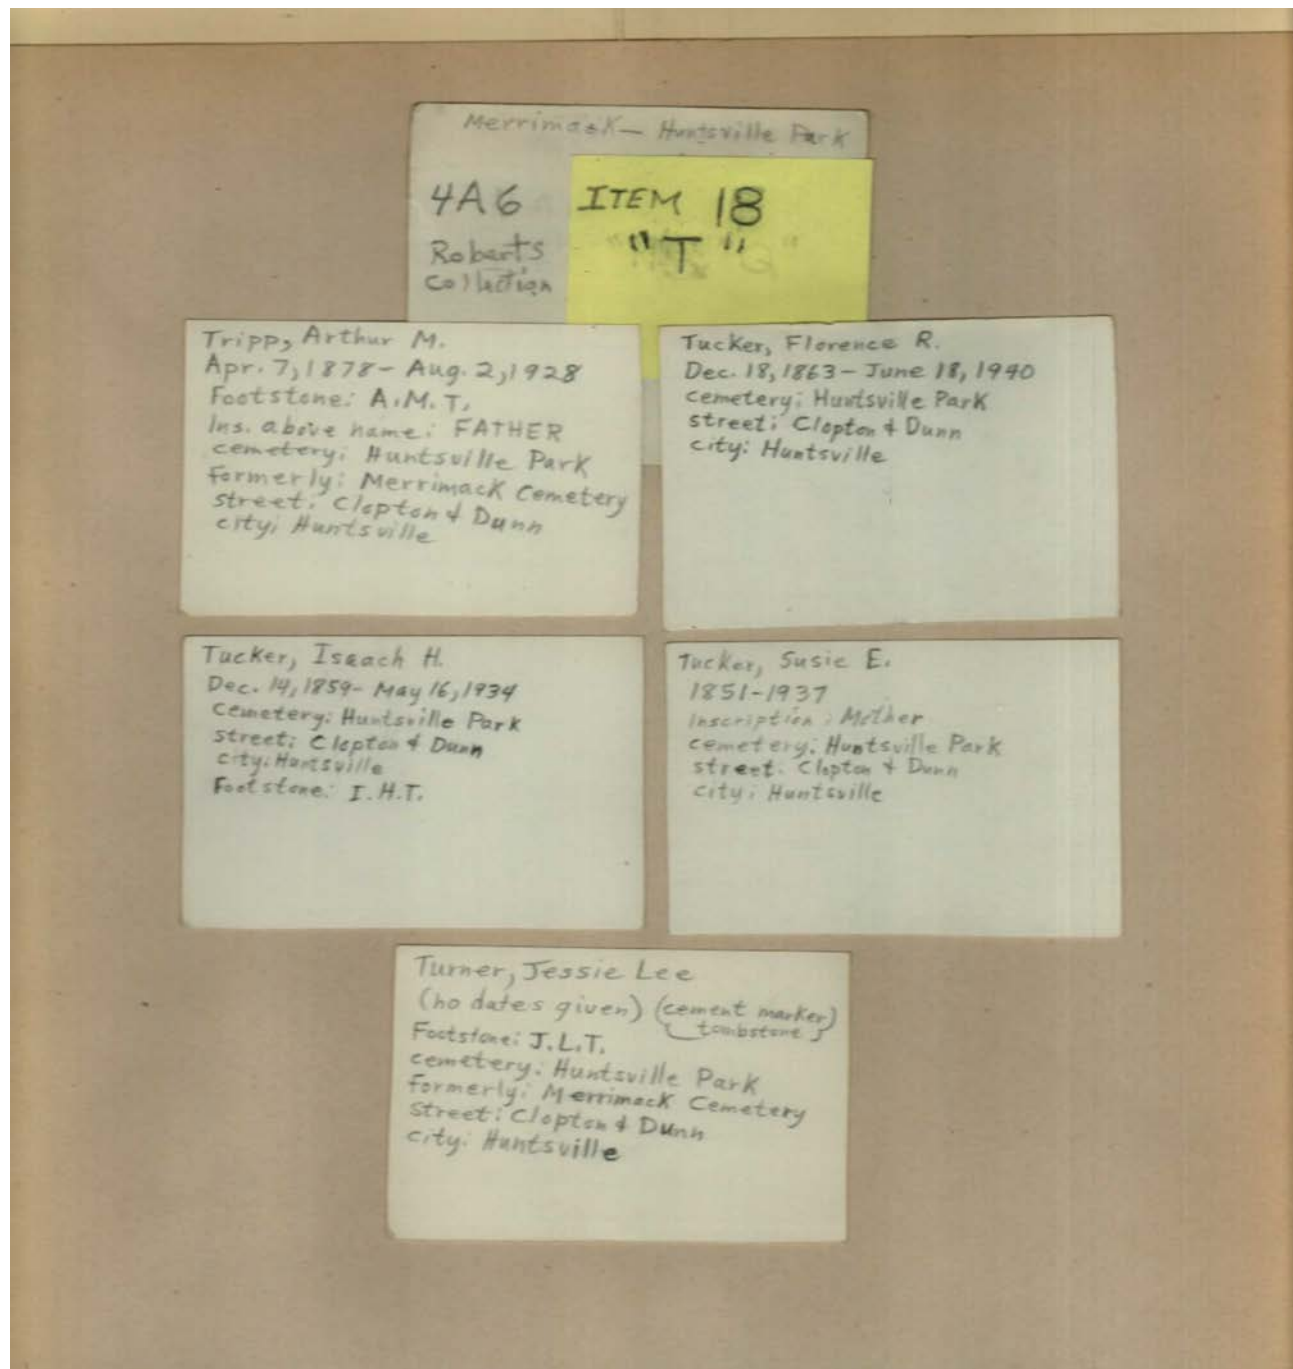 Merrimack — Huntsville Park
4A6
Roberts
Collection
ITEM 18
"T"
Tripp, Arthur M.
Apr. 7, 1878 - Aug. 2, 1928
Footstone: A.M.T.
Ins. above name: FATHER
cemetery: Huntsville Park
formerly: Merrimack Cemetery
street: Clopton & Dunn
city: Huntsville
Tucker, Florence R.
Dec. 18, 1863 - June 18, 1940
cemetery: Huntsville Park
street: Clopton & Dunn
city: Huntsville
Tucker, Isaach H.
Dec. 14, 1859 - May 16, 1934
cemetery: Huntsville Park
street: Clopton & Dunn
city: Huntsville
Footstone: I.H.T.
Tucker, Susie E.
1851-1937
inscription: Mother
cemetery: Huntsville Park
street: Clopton & Dunn
city: Huntsville
Turner, Jessie Lee
(no dates given) (cement marker)
tombstone
Footstone: J.L.T.
cemetery: Huntsville Park
formerly: Merrimack Cemetery
street: Clopton & Dunn
city: Huntsville